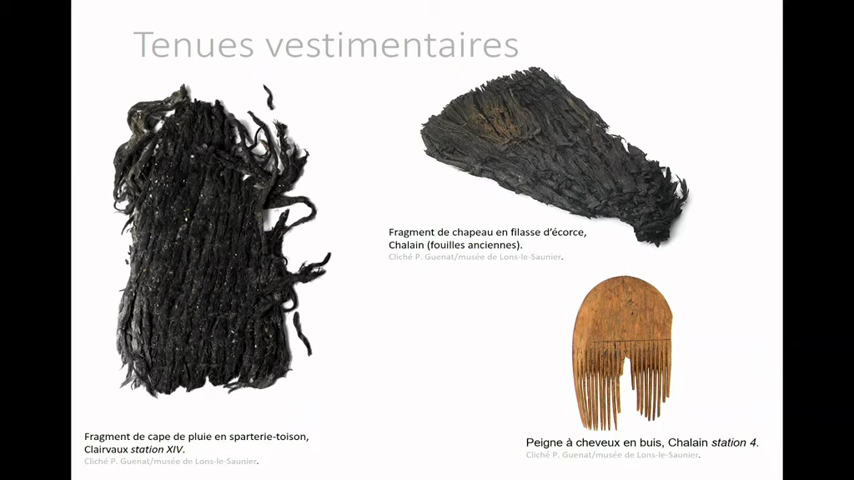 Tenues vestimentaires
Fragment de chapeau en filasse d'écorce,
Chalain (fouilles anciennes).
Cliché P. Guenat/musée de Lons-le-Saunier.
Fragment de cape de pluie en sparterie-toison,
Clairvaux station XIV.
Cliché P. Guenat/musée de Lons-le-Saunier.
Peigne à cheveux en buis, Chalain station 4.
Cliché P. Guenat/musée de Lons-le-Saunier.